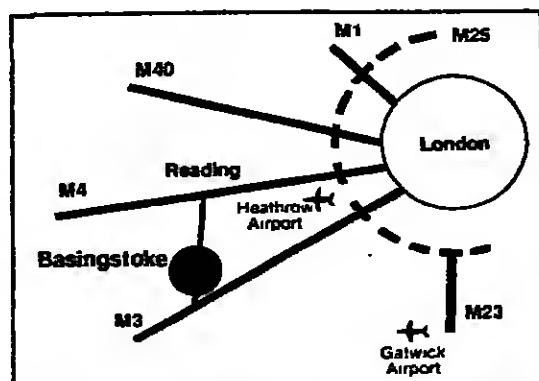 M1
M25
M40
London
Reading
M4
Heathrow
Airport
Basingstoke
M3
M23
Gatwick
Airport